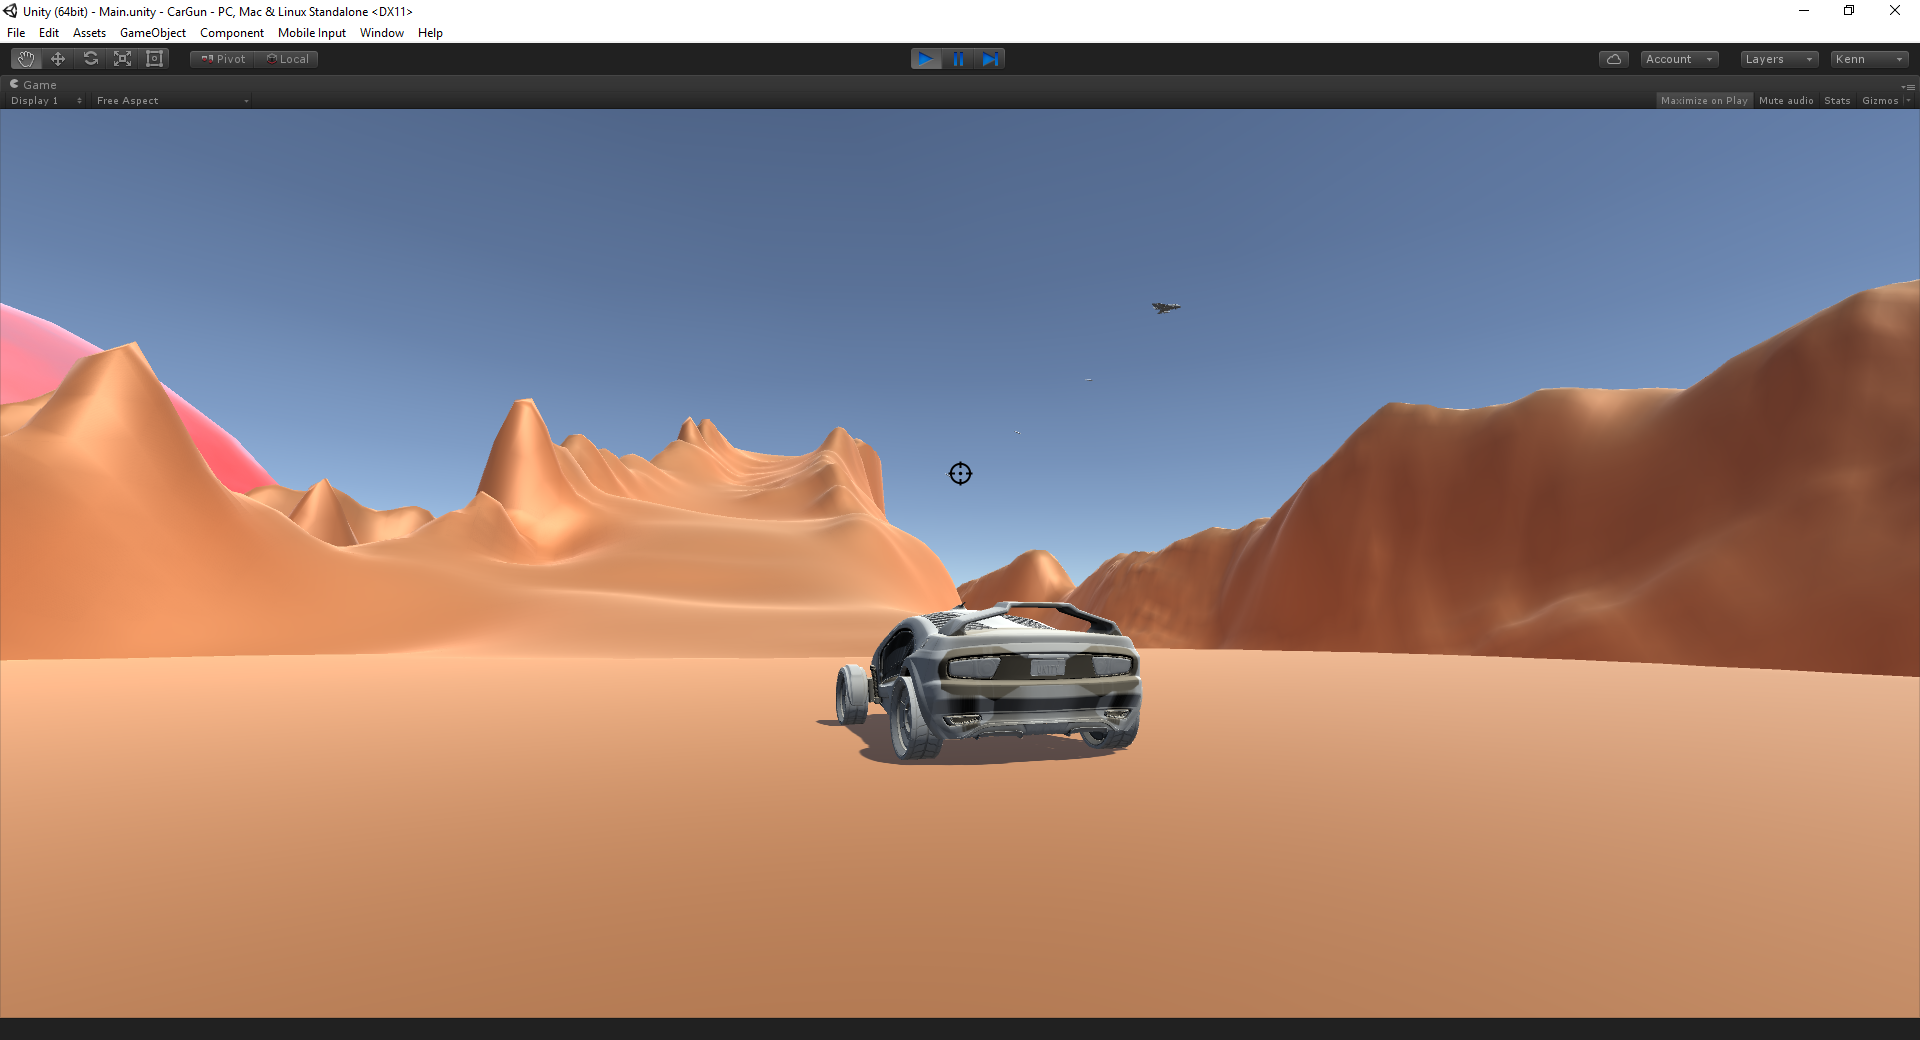 Unity (64bit) - Main.unity - CarGun - PC, Mac & Linux Standalone <DX11>
File Edit Assets GameObject Component Mobile Input Window Help
Pivot Local Account Layers Kenn
Game
Display 1 Free Aspect Maximize on Play Mute audio Stats Gizmos
UNITY